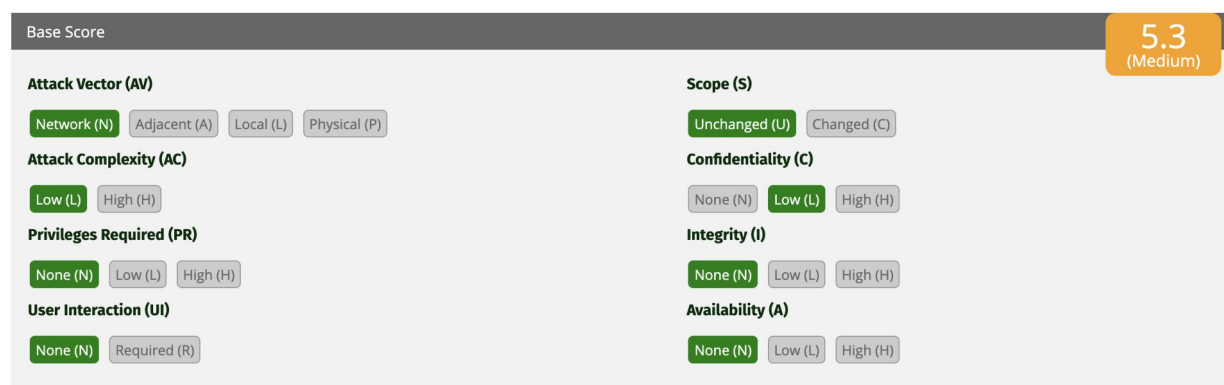 Base Score
5.3
(Medium)
Attack Vector (AV)
Network (N) Adjacent (A) Local (L) Physical (P)
Attack Complexity (AC)
Low (L) High (H)
Privileges Required (PR)
None (N) Low (L) High (H)
User Interaction (UI)
None (N) Required (R)
Scope (S)
Unchanged (U) Changed (C)
Confidentiality (C)
None (N) Low (L) High (H)
Integrity (I)
None (N) Low (L) High (H)
Availability (A)
None (N) Low (L) High (H)